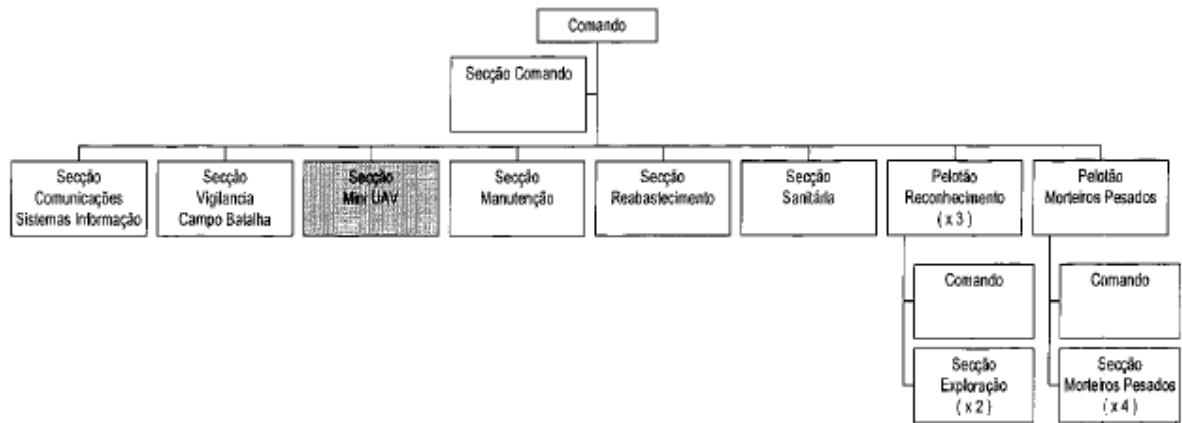 Comando
Secção Comando
Secção
Comunicações
Sistemas Informação
Secção
Vigilancia
Campo Batalha
Secção
Mini UAV
Secção
Manutenção
Secção
Reabastecimento
Secção
Sanitária
Pelotão
Reconhecimento
( x 3 )
Pelotão
Morteiros Pesados
Comando
Secção
Exploração
( x 2 )
Comando
Secção
Morteiros Pesados
( x 4 )